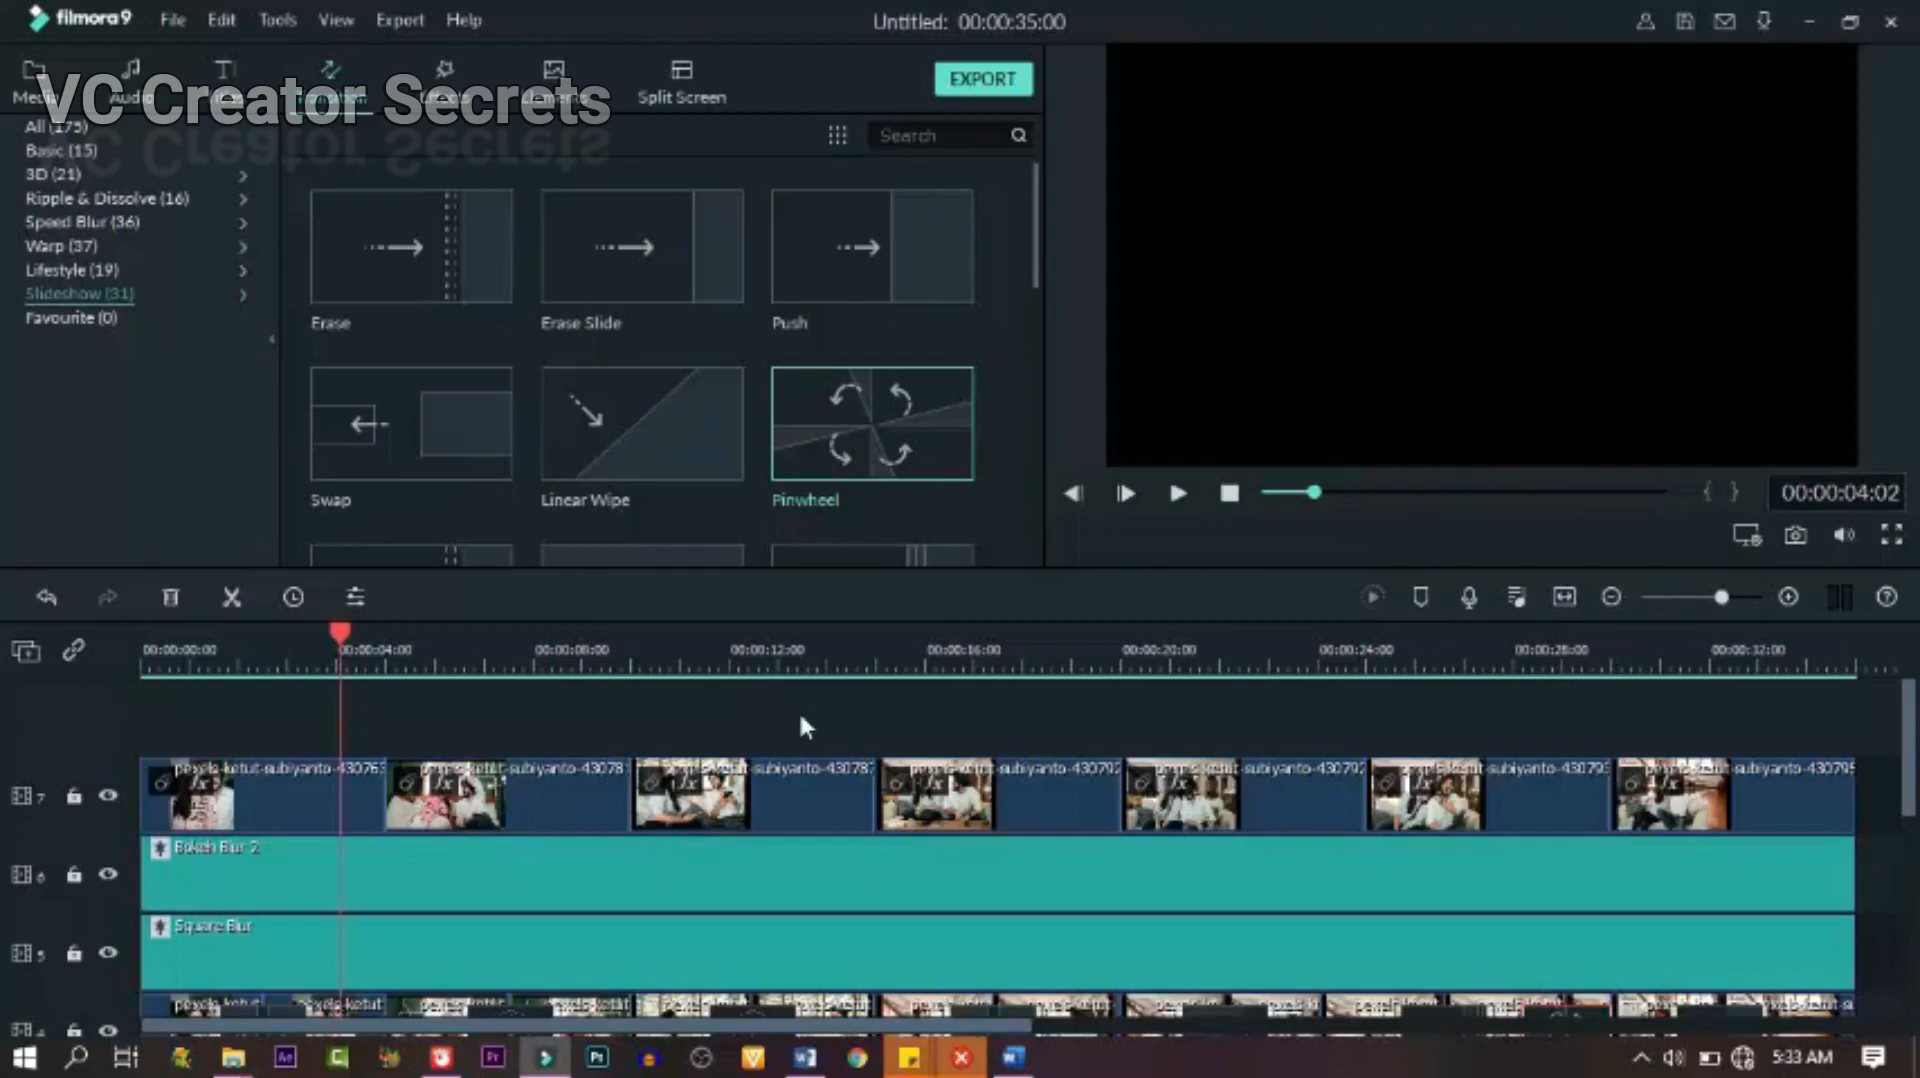 filmora9 File Edit Tools View Export Help Untitled: 00:00:35:00
Media Audio Titles Transition Effects Elements Split Screen EXPORT
VC Creator Secrets
All (175)
Basic (15)
3D (21)
Ripple & Dissolve (16)
Speed Blur (36)
Warp (37)
Lifestyle (19)
Slideshow (31)
Favourite (0)
Search
Erase Erase Slide Push
Swap Linear Wipe Pinwheel
00:00:04:02
00:00:00:00 00:00:04:00 00:00:08:00 00:00:12:00 00:00:16:00 00:00:20:00 00:00:24:00 00:00:28:00 00:00:32:00
pexels-ketut-subiyanto-430763 pexels-ketut-subiyanto-43078 pexels-ketut-subiyanto-430787 pexels-ketut-subiyanto-430792 pexels-ketut-subiyanto-430792 pexels-ketut-subiyanto-430795 pexels-ketut-subiyanto-430795
7
Bokeh Blur 2
6
Square Blur
5
pexels-ketut pexels-ketut
4
5:33 AM